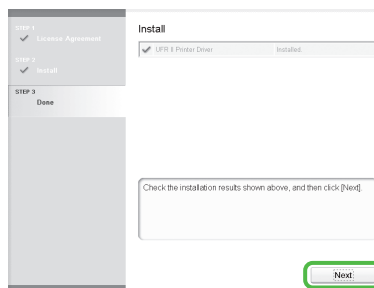 STEP 1
License Agreement
STEP 2
Install
STEP 3
Done
Install
UFR II Printer Driver Installed.
Check the installation results shown above, and then click [Next].
Next